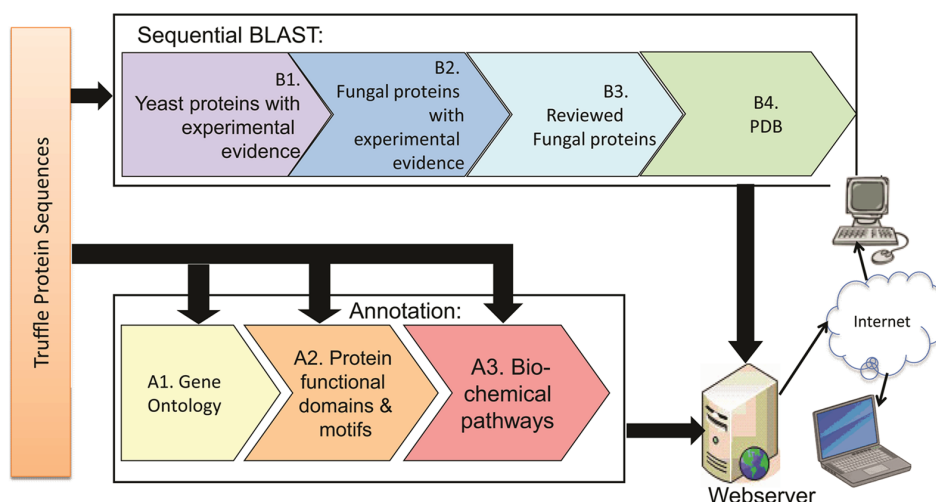 Truffle Protein Sequences
Sequential BLAST:
B1.
Yeast proteins with
experimental
evidence
B2.
Fungal proteins
with
experimental
evidence
B3.
Reviewed
Fungal proteins
B4.
PDB
Annotation:
A1. Gene
Ontology
A2. Protein
functional
domains &
motifs
A3. Bio-
chemical
pathways
Internet
Webserver